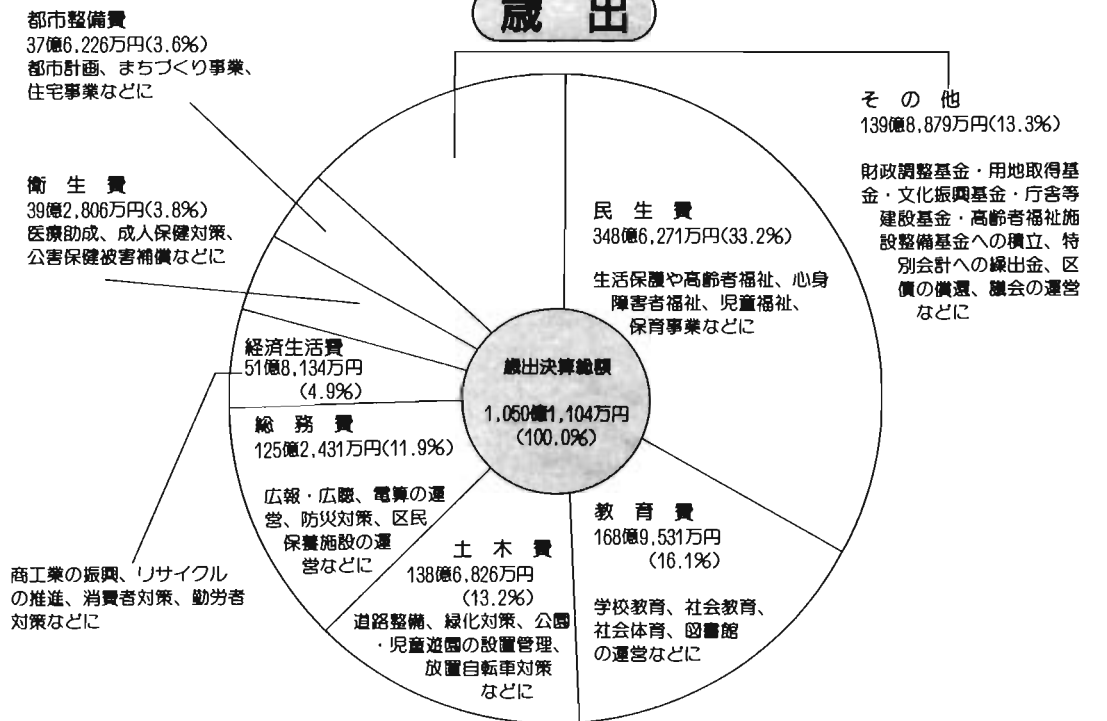 歳出
都市整備費
37億6,226万円(3.6%)
都市計画、まちづくり事業、
住宅事業などに
衛生費
39億2,806万円(3.8%)
医療助成、成人保健対策、
公害保健被害補償などに
経済生活費
51億8,134万円
(4.9%)
商工業の振興、リサイクル
の推進、消費者対策、勤労者
対策などに
総務費
125億2,431万円(11.9%)
広報・広聴、電算の運
営、防災対策、区民
保養施設の運
営などに
土木費
138億6,826万円
(13.2%)
道路整備、緑化対策、公園
・児童遊園の設置管理、
放置自転車対策
などに
教育費
168億9,531万円
(16.1%)
学校教育、社会教育、
社会体育、図書館
の運営などに
民生費
348億6,271万円(33.2%)
生活保護や高齢者福祉、心身
障害者福祉、児童福祉、
保育事業などに
その他
139億8,879万円(13.3%)
財政調整基金・用地取得基
金・文化振興基金・庁舎等
建設基金・高齢者福祉施
設整備基金への積立、特
別会計への繰出金、区
債の償還、議会の運営
などに
歳出決算総額
1,050億1,104万円
(100.0%)